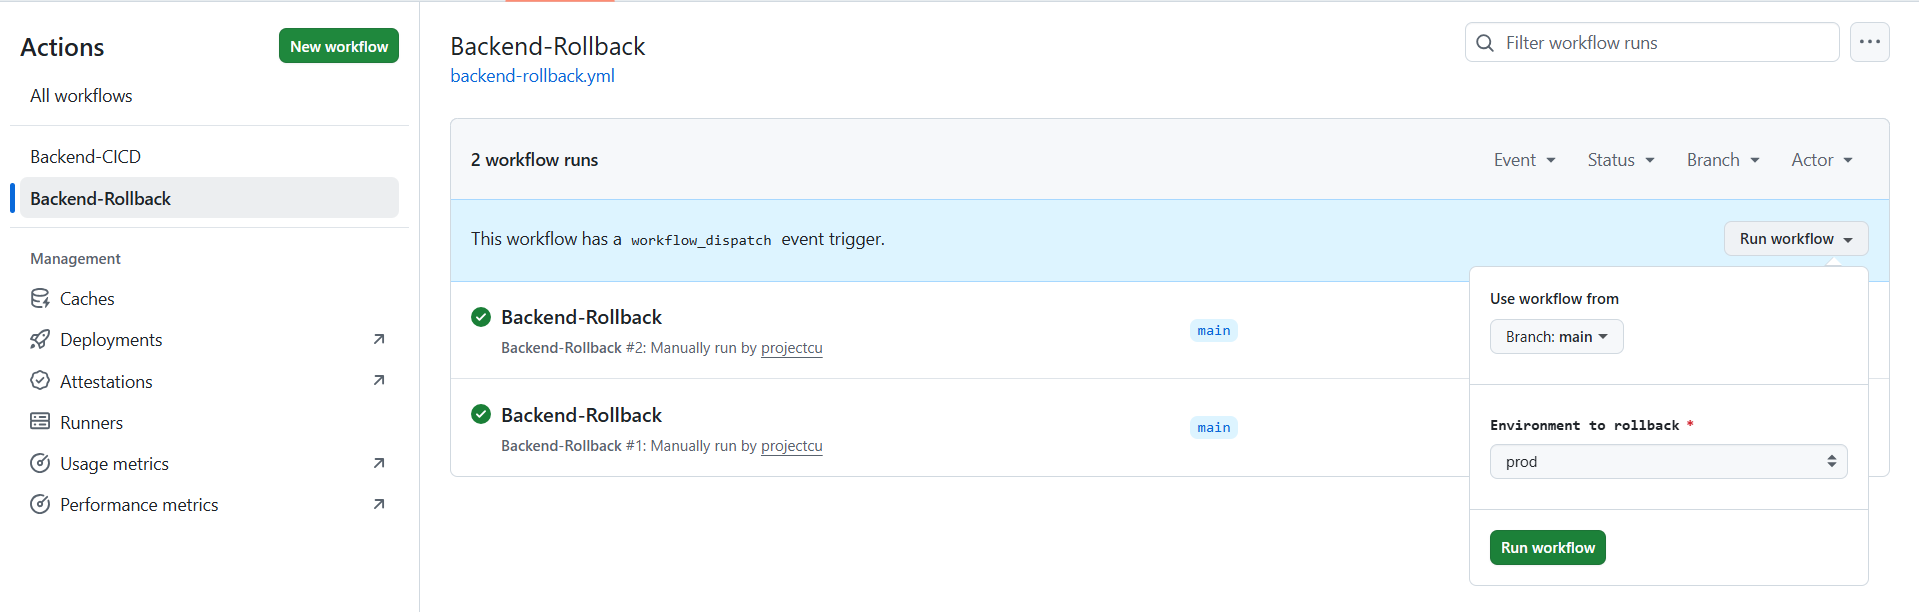 Actions
New workflow
All workflows
Backend-CICD
Backend-Rollback
Management
Caches
Deployments
Attestations
Runners
Usage metrics
Performance metrics
Backend-Rollback
backend-rollback.yml
Filter workflow runs
2 workflow runs
Event
Status
Branch
Actor
This workflow has a workflow_dispatch event trigger.
Run workflow
Backend-Rollback
Backend-Rollback #2: Manually run by projectcu
main
Backend-Rollback
Backend-Rollback #1: Manually run by projectcu
main
Use workflow from
Branch: main
Environment to rollback *
prod
Run workflow